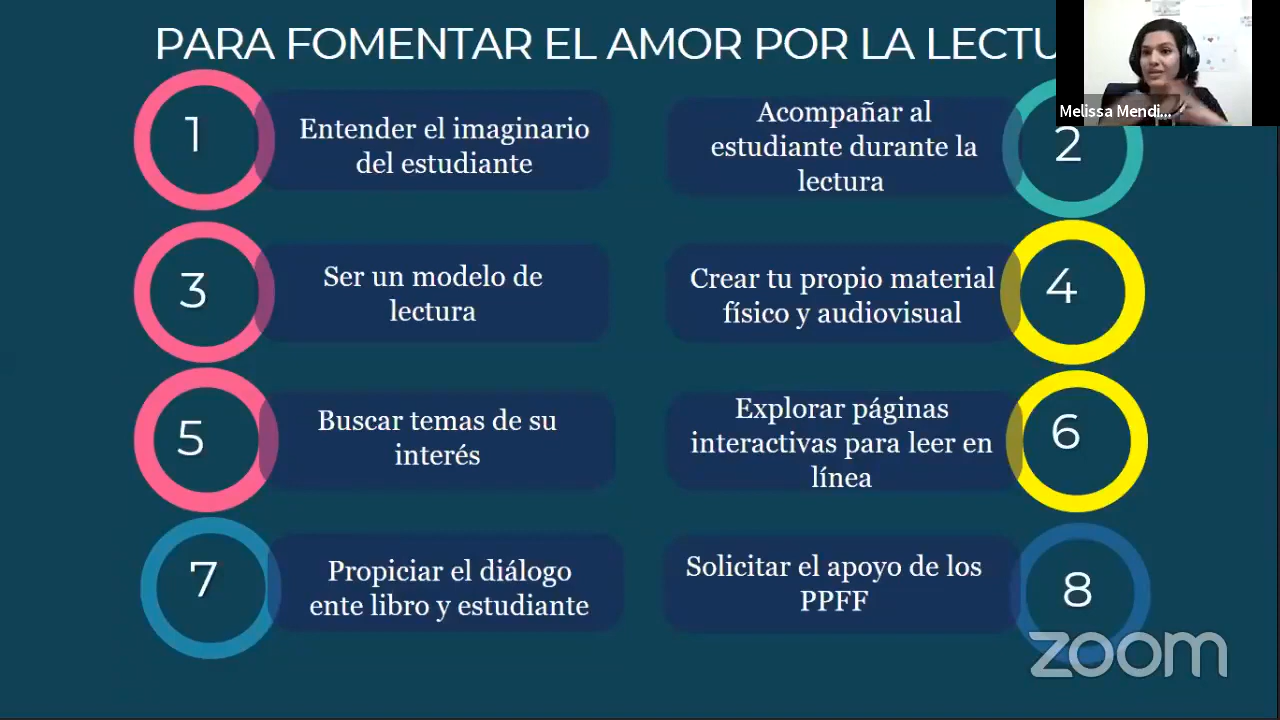 PARA FOMENTAR EL AMOR POR LA LECTU
Melissa Mendi...
1
Entender el imaginario
del estudiante
Acompañar al
estudiante durante la
lectura
2
3
Ser un modelo de
lectura
Crear tu propio material
físico y audiovisual
4
5
Buscar temas de su
interés
Explorar páginas
interactivas para leer en
línea
6
7
Propiciar el diálogo
ente libro y estudiante
Solicitar el apoyo de los
PPFF
8
zoom